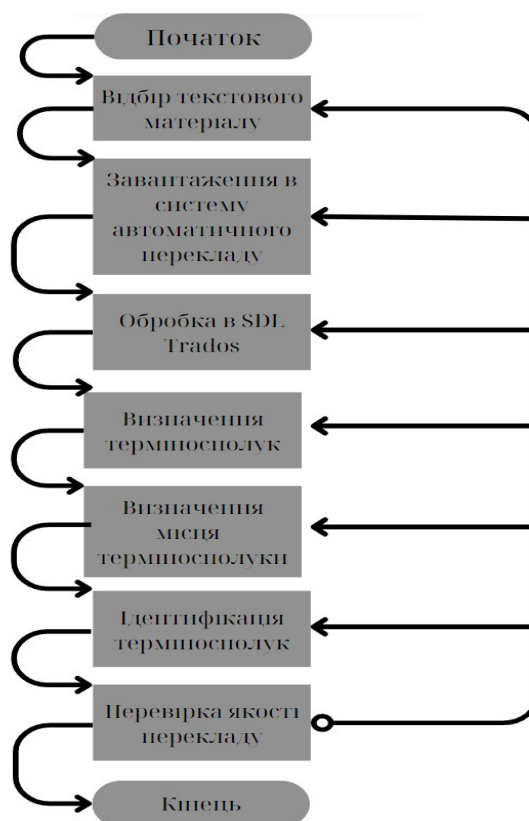 Початок
Відбір текстового
матеріалу
Завантаження в
систему
автоматичного
перекладу
Обробка в SDL
Trados
Визначення
терміносполук
Визначення
місця
терміносполуки
Ідентифікація
терміносполук
Перевірка якості
перекладу
Кінець